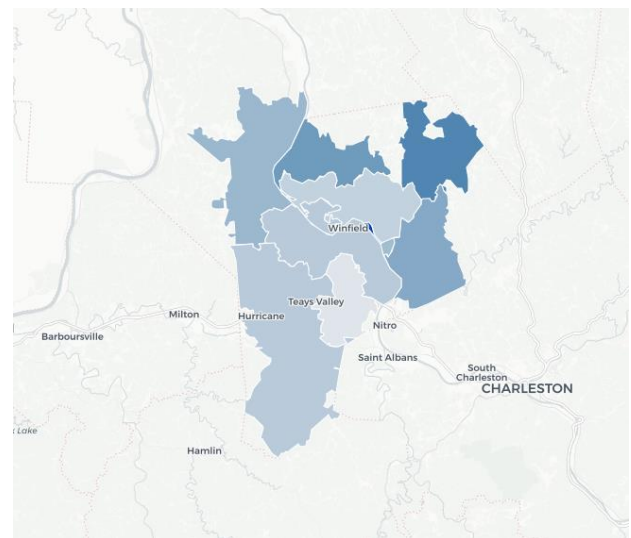 Winfield
Teays Valley
Milton
Hurricane
Nitro
Barboursville
Saint Albans
South
Charleston
CHARLESTON
Lake
Hamlin